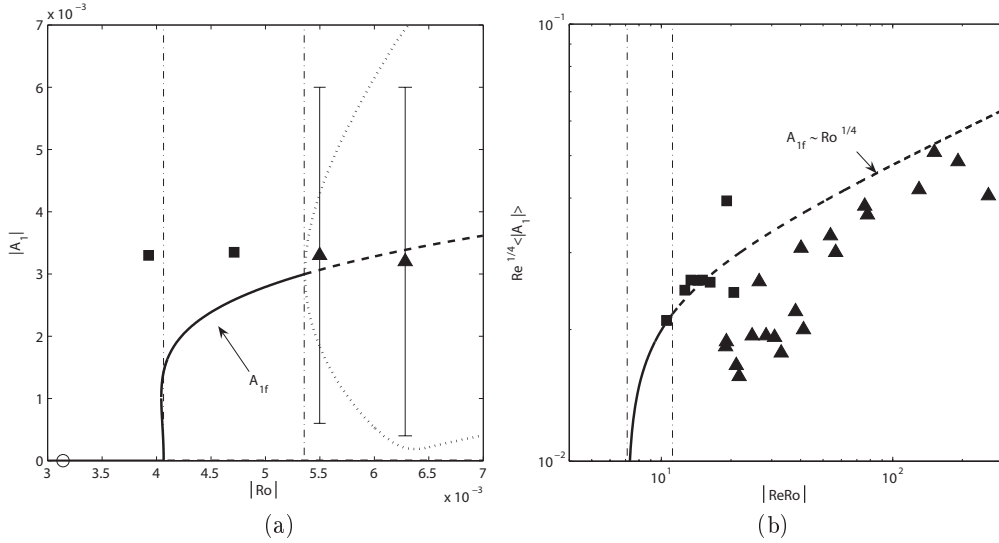 7 x 10⁻³
6
5
4
3
2
1
0
|A₁|
A₁f
3 3.5 4 4.5 5 5.5 6 6.5 7
|Ro|
x 10⁻³
(a)
10⁻¹
10⁻²
Re ¹/⁴<|A₁|>
A₁f ~ Ro ¹/⁴
10¹ 10²
|ReRo|
(b)